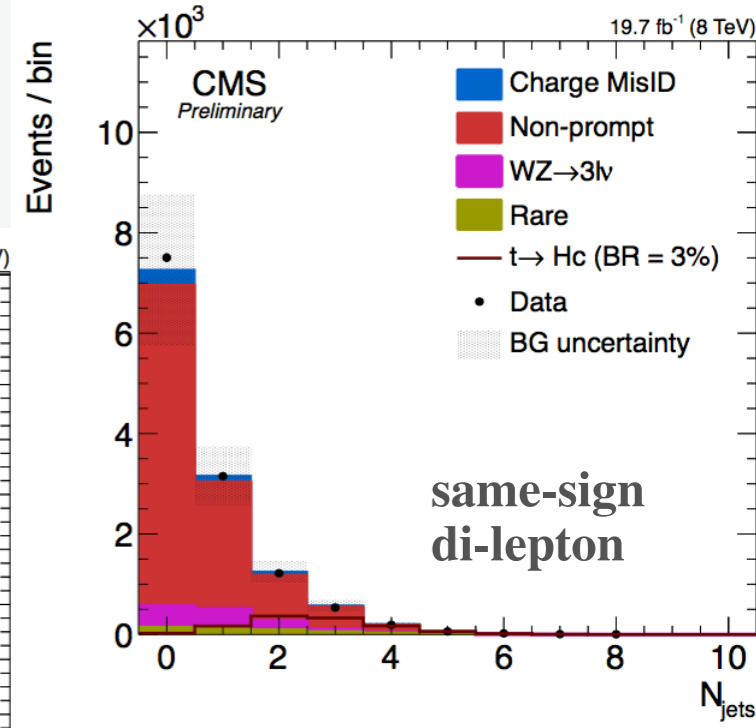 ×10³
19.7 fb⁻¹ (8 TeV)
Events / bin
CMS
Preliminary
Charge MisID
Non-prompt
WZ→3lν
Rare
t→ Hc (BR = 3%)
Data
BG uncertainty
10
8
6
4
2
0
same-sign
di-lepton
0 2 4 6 8 10
N_jets